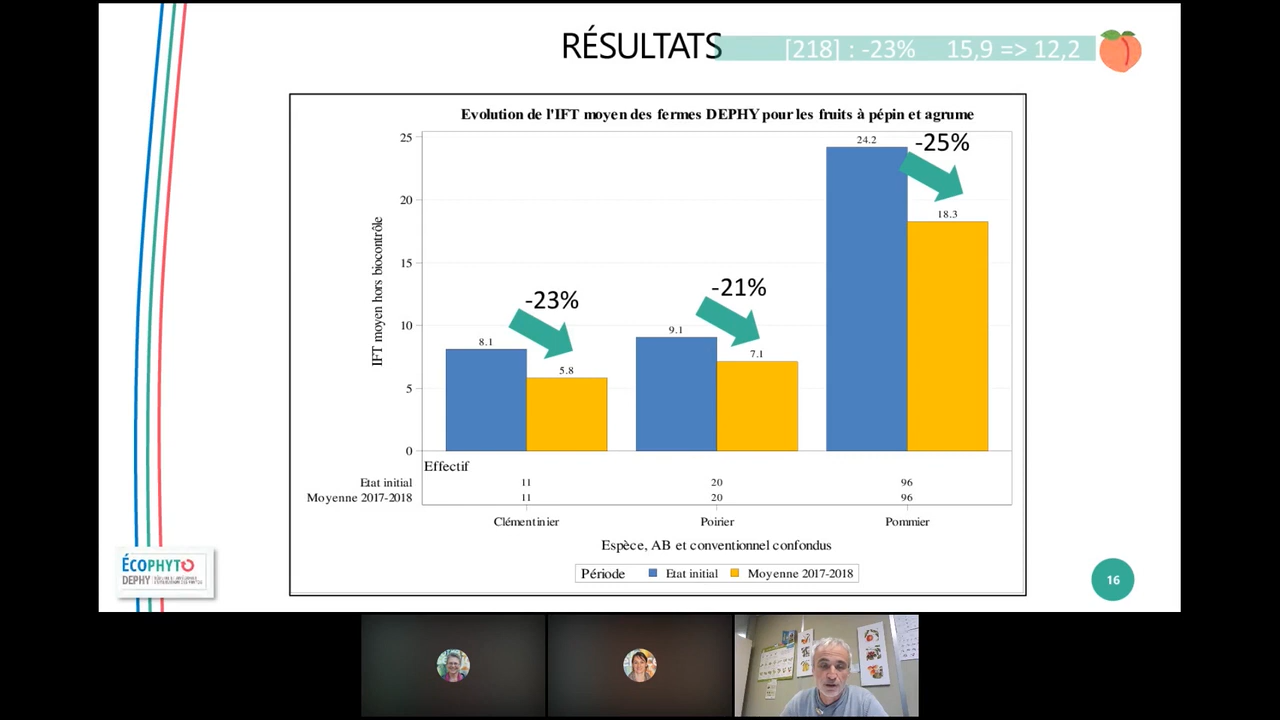 RÉSULTATS
[218] : -23% 15,9 => 12,2
Evolution de l'IFT moyen des fermes DEPHY pour les fruits à pépin et agrume
IFT moyen hors biocontrôle
25
20
15
10
5
0
-23%
-21%
-25%
8.1
5.8
9.1
7.1
24.2
18.3
Effectif
Etat initial 11 20 96
Moyenne 2017-2018 11 20 96
Clémentinier Poirier Pommier
Espèce, AB et conventionnel confondus
Période Etat initial Moyenne 2017-2018
ÉCOPHYTO
DEPHY
16